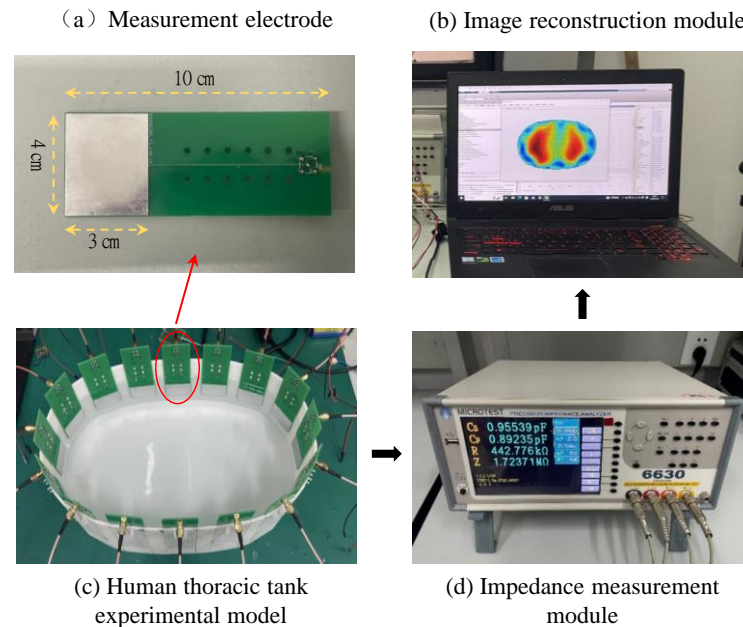 （a）Measurement electrode
(b) Image reconstruction module
10 cm
4 cm
3 cm
ASUS
MICROTEST PRECISION IMPEDANCE ANALYZER
Cs 0.95539pF
Cp 0.89235pF
R 442.776kΩ
Z 1.72371MΩ
6630
(c) Human thoracic tank
experimental model
(d) Impedance measurement
module